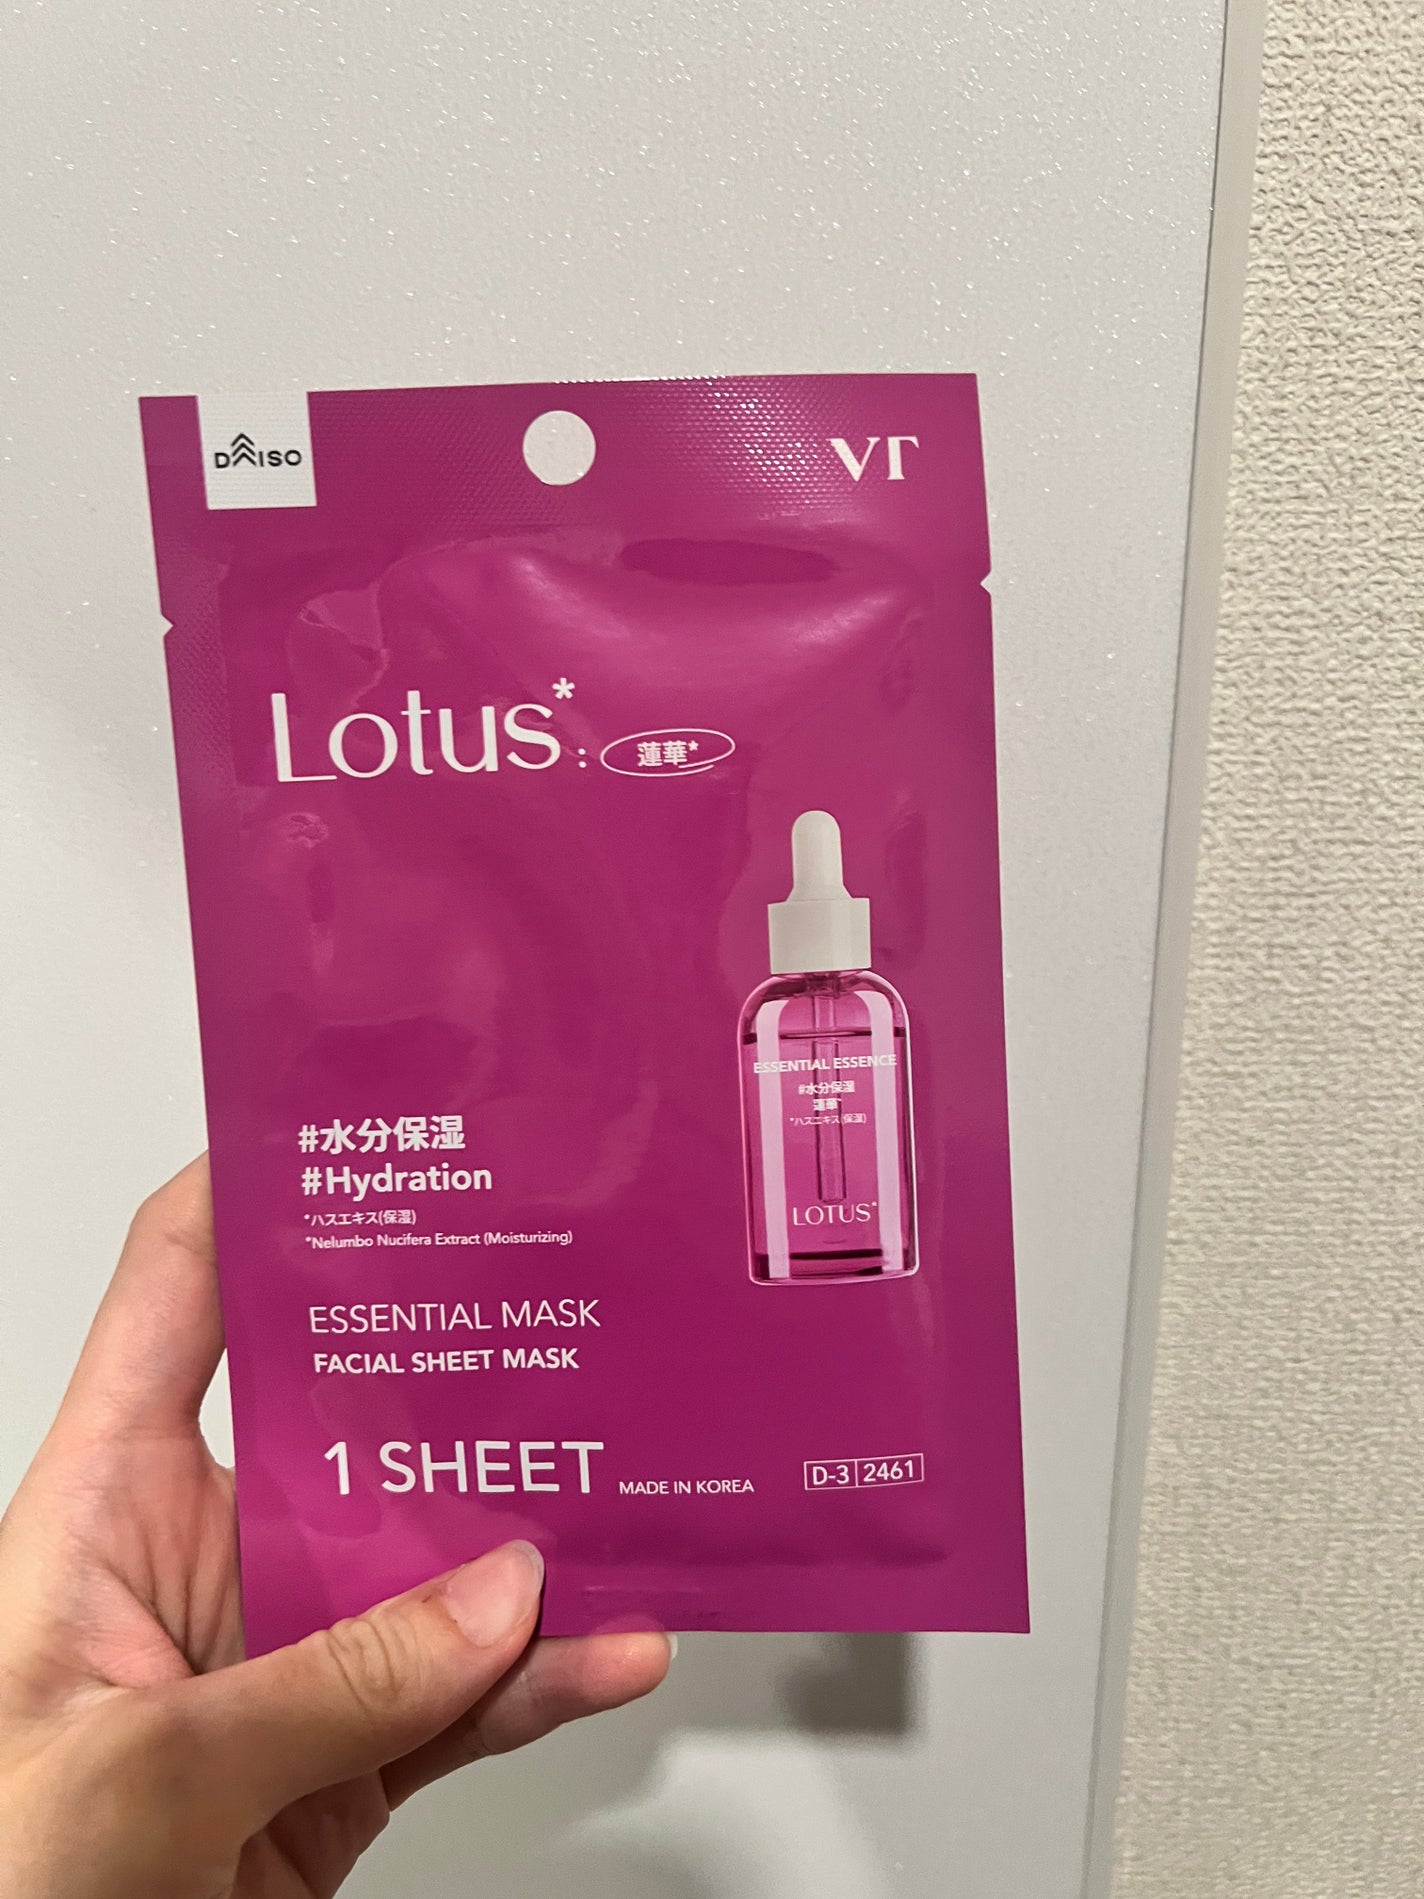 DAISO
VT
Lotus*: 蓮華*
ESSENTIAL ESSENCE
#水分保湿
蓮華*
*ハスエキス(保湿)
LOTUS*
#水分保湿
#Hydration
*ハスエキス(保湿)
*Nelumbo Nucifera Extract (Moisturizing)
ESSENTIAL MASK
FACIAL SHEET MASK
1 SHEET MADE IN KOREA D-3 2461